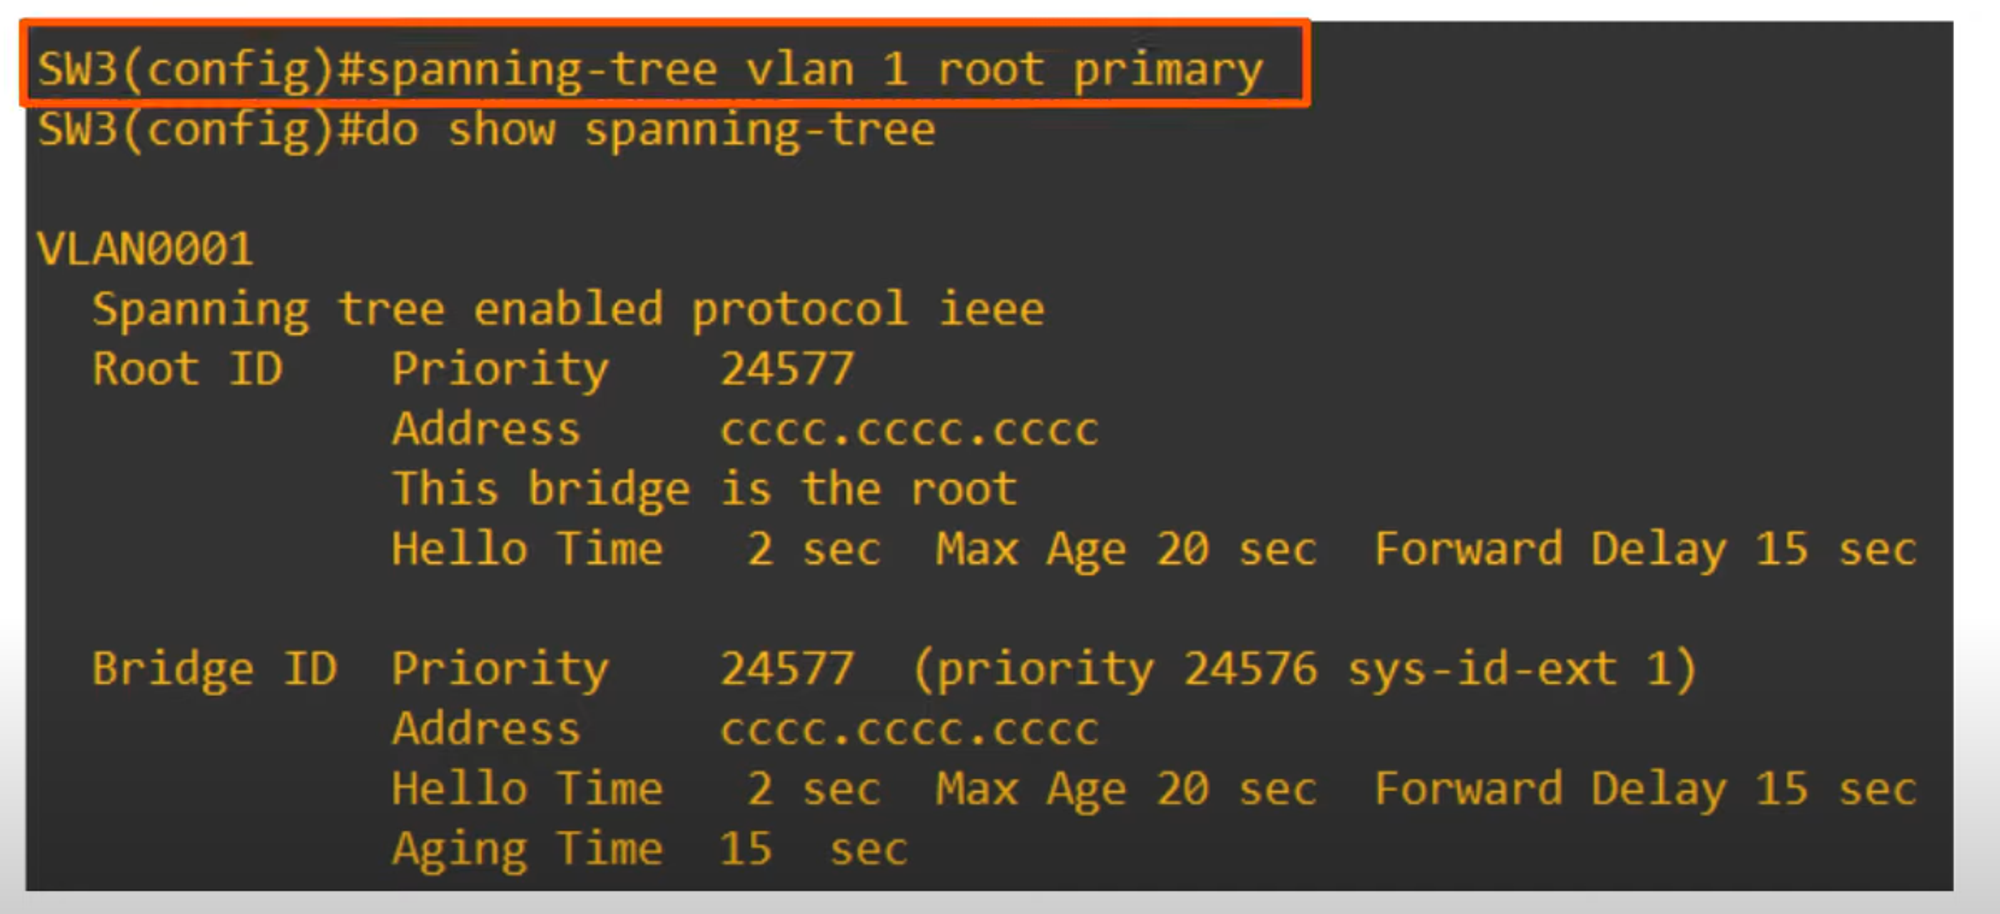 SW3(config)#spanning-tree vlan 1 root primary
SW3(config)#do show spanning-tree
VLAN0001
Spanning tree enabled protocol ieee
Root ID Priority 24577
Address cccc.cccc.cccc
This bridge is the root
Hello Time 2 sec Max Age 20 sec Forward Delay 15 sec
Bridge ID Priority 24577 (priority 24576 sys-id-ext 1)
Address cccc.cccc.cccc
Hello Time 2 sec Max Age 20 sec Forward Delay 15 sec
Aging Time 15 sec